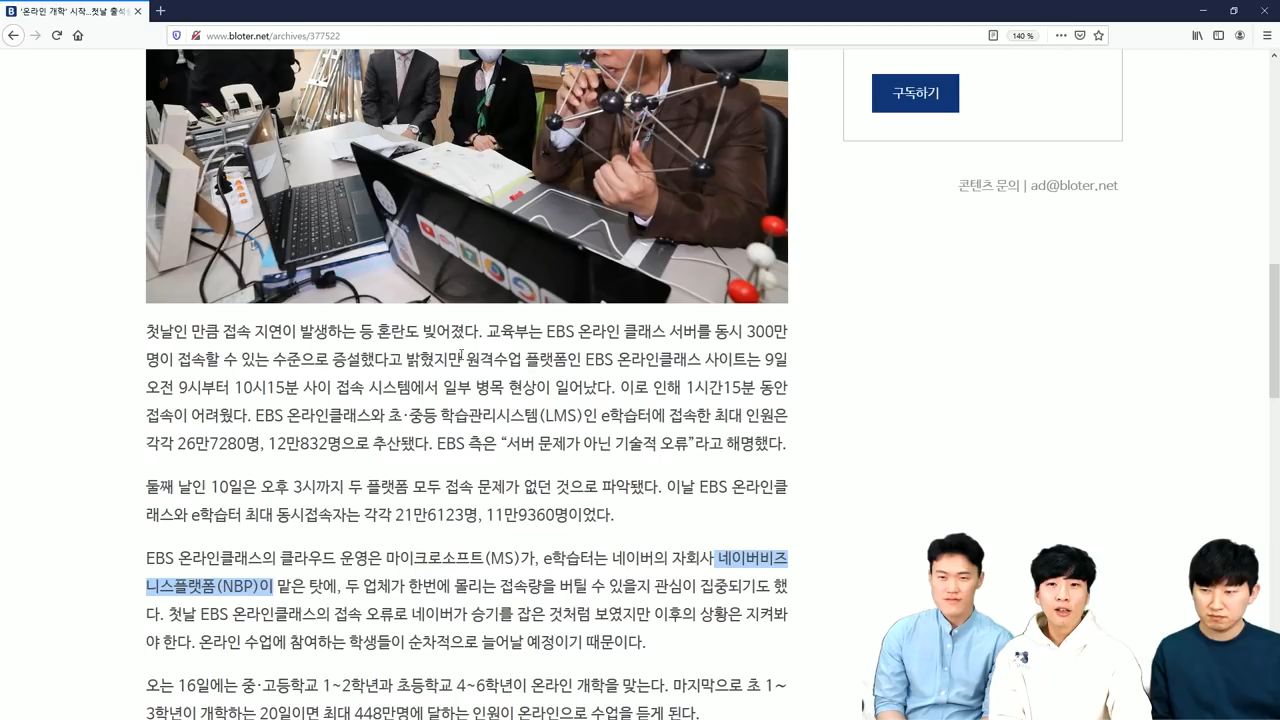 '온라인 개학' 시작...첫날 출석
www.bloter.net/archives/377522
140 %
구독하기
콘텐츠 문의 | ad@bloter.net
첫날인 만큼 접속 지연이 발생하는 등 혼란도 빚어졌다. 교육부는 EBS 온라인 클래스 서버를 동시 300만
명이 접속할 수 있는 수준으로 증설했다고 밝혔지만 원격수업 플랫폼인 EBS 온라인클래스 사이트는 9일
오전 9시부터 10시15분 사이 접속 시스템에서 일부 병목 현상이 일어났다. 이로 인해 1시간15분 동안
접속이 어려웠다. EBS 온라인클래스와 초·중등 학습관리시스템(LMS)인 e학습터에 접속한 최대 인원은
각각 26만7280명, 12만832명으로 추산됐다. EBS 측은 “서버 문제가 아닌 기술적 오류”라고 해명했다.
둘째 날인 10일은 오후 3시까지 두 플랫폼 모두 접속 문제가 없던 것으로 파악됐다. 이날 EBS 온라인클
래스와 e학습터 최대 동시접속자는 각각 21만6123명, 11만9360명이었다.
EBS 온라인클래스의 클라우드 운영은 마이크로소프트(MS)가, e학습터는 네이버의 자회사 네이버비즈
니스플랫폼(NBP)이 맡은 탓에, 두 업체가 한번에 몰리는 접속량을 버틸 수 있을지 관심이 집중되기도 했
다. 첫날 EBS 온라인클래스의 접속 오류로 네이버가 승기를 잡은 것처럼 보였지만 이후의 상황은 지켜봐
야 한다. 온라인 수업에 참여하는 학생들이 순차적으로 늘어날 예정이기 때문이다.
오는 16일에는 중·고등학교 1~2학년과 초등학교 4~6학년이 온라인 개학을 맞는다. 마지막으로 초 1~
3학년이 개학하는 20일이면 최대 448만명에 달하는 인원이 온라인으로 수업을 듣게 된다.